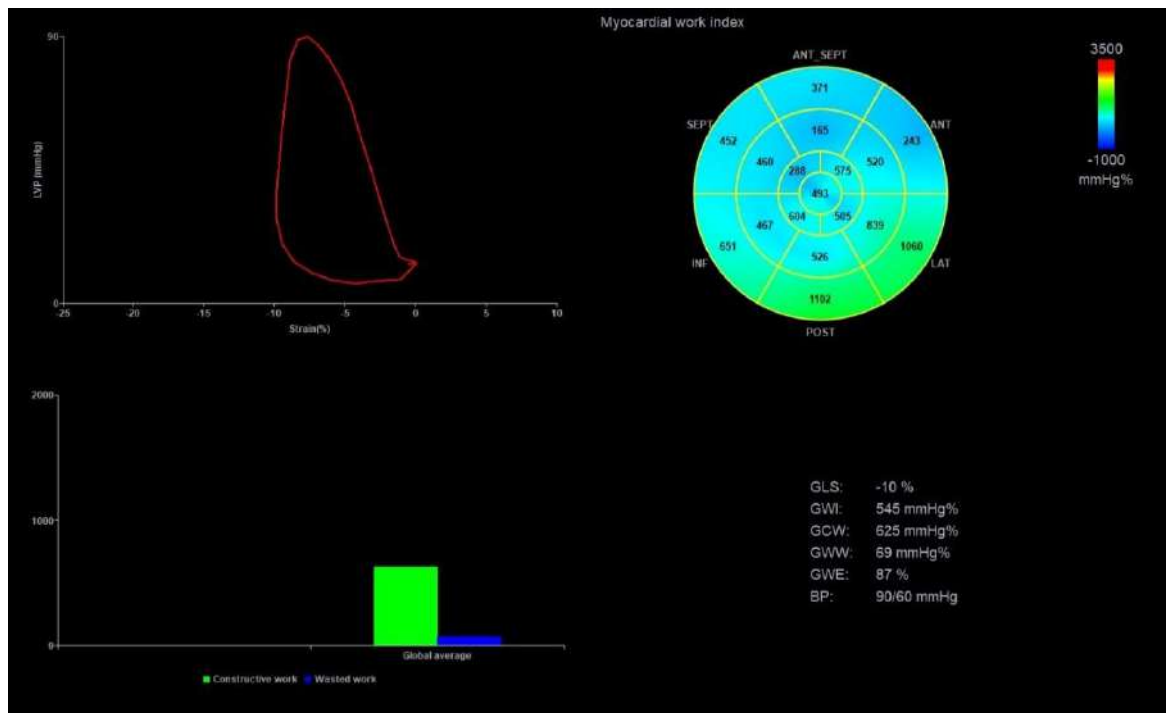 Myocardial work index
90
LVP (mmHg)
0
-25 -20 -15 -10 -5 0 5 10
Strain(%)
ANT_SEPT
SEPT
ANT
INF
LAT
POST
371
452 165 243
460 288 575 520
493
467 604 505 839
651 526 1060
1102
3500
-1000
mmHg%
2000
1000
0
Global average
Constructive work Wasted work
GLS: -10 %
GWI: 545 mmHg%
GCW: 625 mmHg%
GWW: 69 mmHg%
GWE: 87 %
BP: 90/60 mmHg